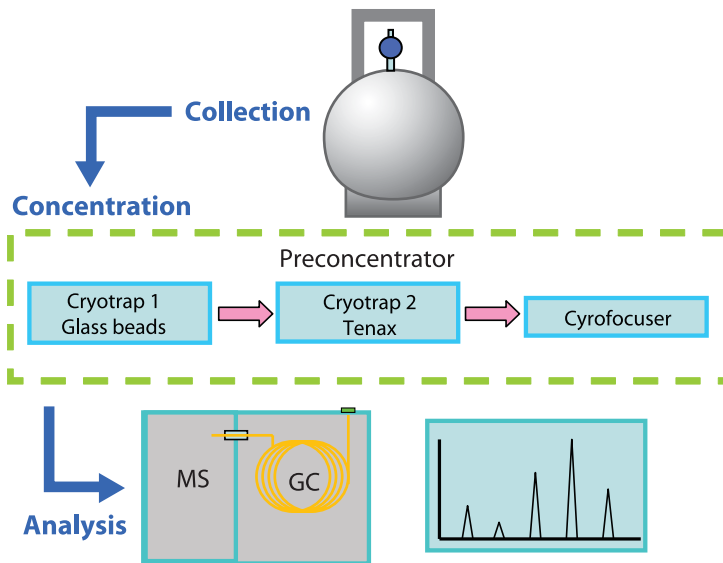 Collection
Concentration
Preconcentrator
Cryotrap 1
Glass beads
Cryotrap 2
Tenax
Cyrofocuser
MS
GC
Analysis